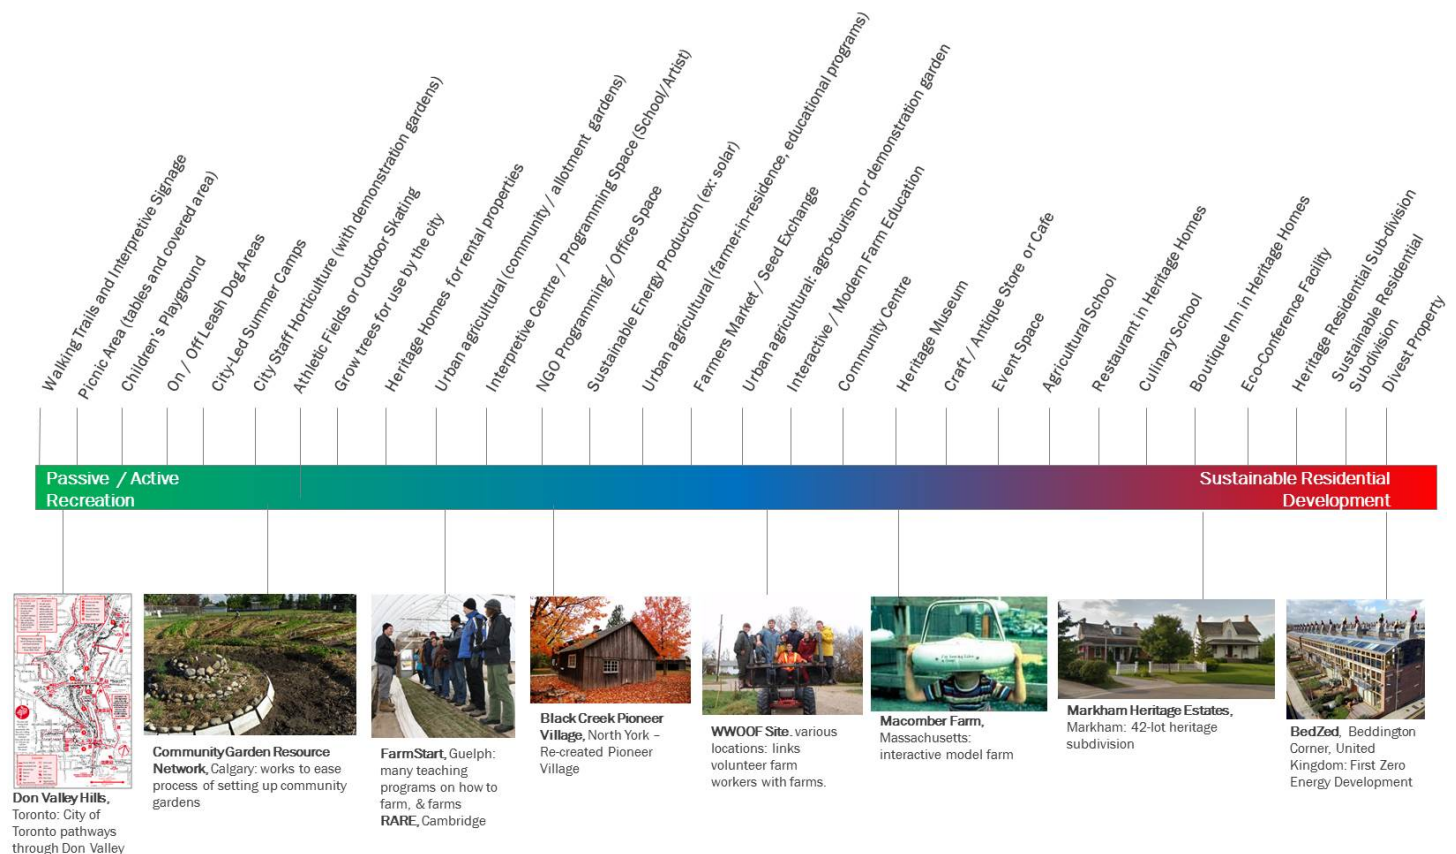 Walking Trails and Interpretive Signage
Picnic Area (tables and covered area)
Children's Playground
On / Off Leash Dog Areas
City-Led Summer Camps
City Staff Horticulture (with demonstration gardens)
Athletic Fields or Outdoor Skating
Grow trees for use by the city
Heritage Homes for rental properties
Urban agricultural (community / allotment gardens)
Interpretive Centre / Programming Space (School/Artist)
NGO Programming / Office Space
Sustainable Energy Production (ex: solar)
Urban agricultural (farmer-in-residence, educational programs)
Farmers Market / Seed Exchange
Urban agricultural: agro-tourism or demonstration garden
Interactive / Modern Farm Education
Community Centre
Heritage Museum
Craft / Antique Store or Cafe
Event Space
Agricultural School
Restaurant in Heritage Homes
Culinary School
Boutique Inn in Heritage Homes
Eco-Conference Facility
Heritage Residential Sub-division
Sustainable Residential
Subdivision
Divest Property
Passive / Active
Recreation
Sustainable Residential
Development
Don Valley Hills,
Toronto: City of
Toronto pathways
through Don Valley
Community Garden Resource
Network, Calgary: works to ease
process of setting up community
gardens
FarmStart, Guelph:
many teaching
programs on how to
farm, & farms
RARE, Cambridge
Black Creek Pioneer
Village, North York –
Re-created Pioneer
Village
WWOOF Site. various
locations: links
volunteer farm
workers with farms.
Macomber Farm,
Massachusetts:
interactive model farm
Markham Heritage Estates,
Markham: 42-lot heritage
subdivision
BedZed, Beddington
Corner, United
Kingdom: First Zero
Energy Development